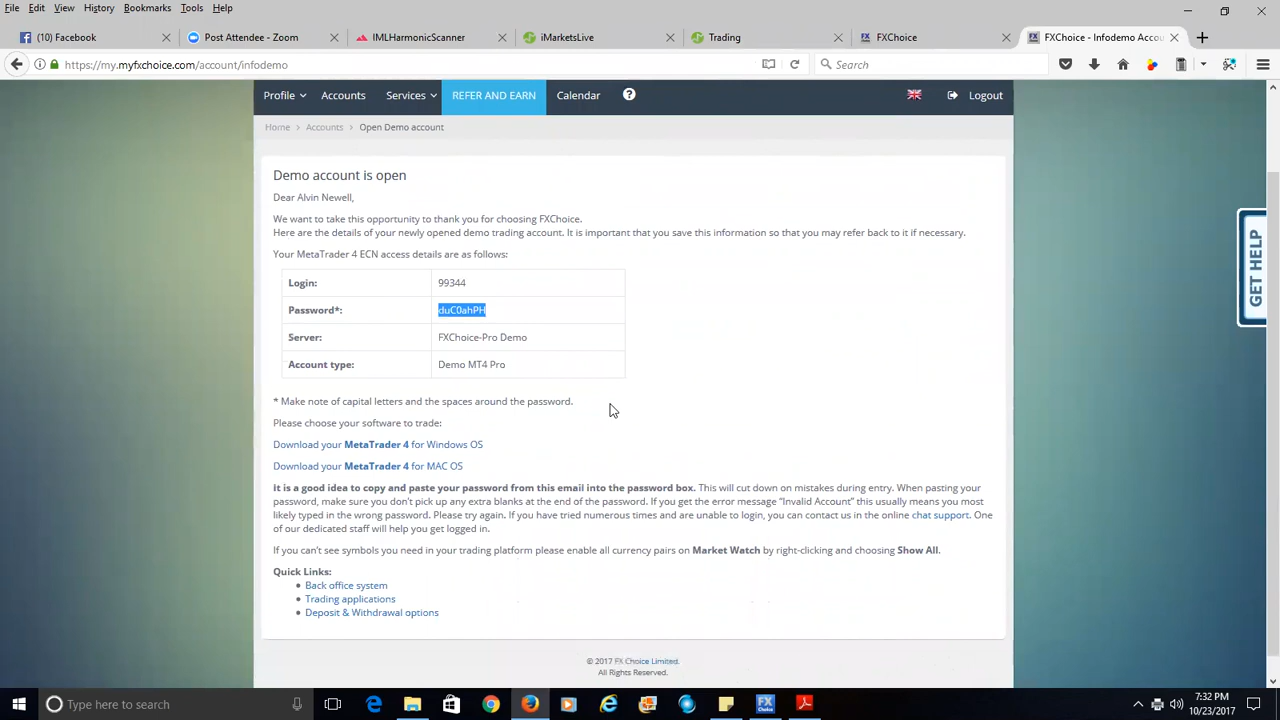 File Edit View History Bookmarks Tools Help
(10) Facebook
Post Attendee - Zoom
IMLHarmonicScanner
iMarketsLive
Trading
FXChoice
FXChoice - Infodemo Accou
https://my.myfxchoice.com/account/infodemo
Search
Profile Accounts Services REFER AND EARN Calendar ? Logout
Home > Accounts > Open Demo account
Demo account is open
Dear Alvin Newell,
We want to take this opportunity to thank you for choosing FXChoice.
Here are the details of your newly opened demo trading account. It is important that you save this information so that you may refer back to it if necessary.
Your MetaTrader 4 ECN access details are as follows:
Login: 99344
Password*: duC0ahPH
Server: FXChoice-Pro Demo
Account type: Demo MT4 Pro
* Make note of capital letters and the spaces around the password.
Please choose your software to trade:
Download your MetaTrader 4 for Windows OS
Download your MetaTrader 4 for MAC OS
It is a good idea to copy and paste your password from this email into the password box. This will cut down on mistakes during entry. When pasting your
password, make sure you don't pick up any extra blanks at the end of the password. If you get the error message "Invalid Account" this usually means you most
likely typed in the wrong password. Please try again. If you have tried numerous times and are unable to login, you can contact us in the online chat support. One
of our dedicated staff will help you get logged in.
If you can't see symbols you need in your trading platform please enable all currency pairs on Market Watch by right-clicking and choosing Show All.
Quick Links:
Back office system
Trading applications
Deposit & Withdrawal options
© 2017 FX Choice Limited.
All Rights Reserved.
GET HELP
Type here to search
FX Choice
7:32 PM
10/23/2017